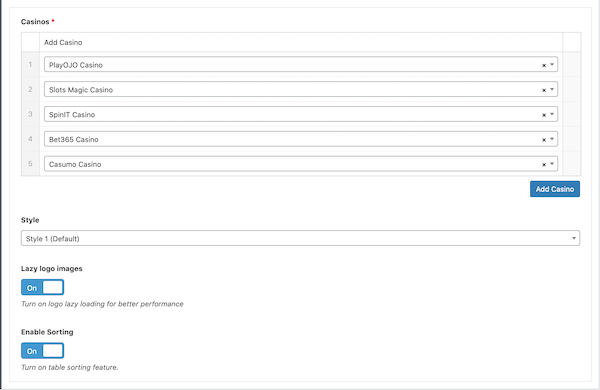 Casinos *
Add Casino
1 PlayOJO Casino × 
2 Slots Magic Casino ×
3 SpinIT Casino ×
4 Bet365 Casino ×
5 Casumo Casino ×
Add Casino
Style
Style 1 (Default)
Lazy logo images
On
Turn on logo lazy loading for better performance
Enable Sorting
On
Turn on table sorting feature.